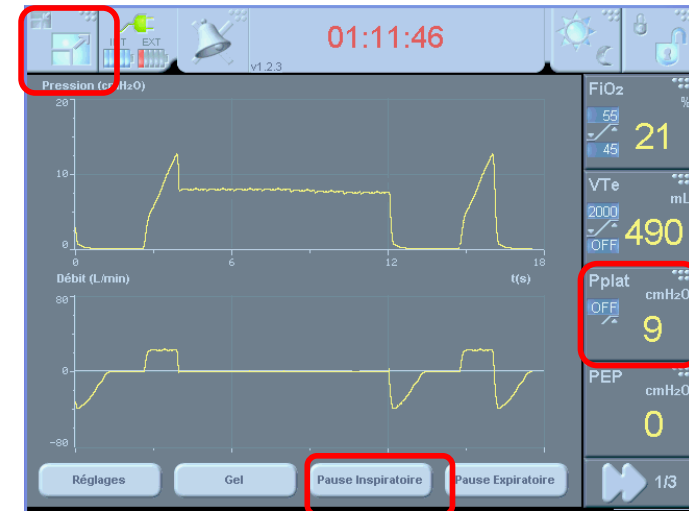 INT EXT
v1.2.3
01:11:46
Pression (cmH2O)
20
10
0
0 6 12 18
Débit (L/min) t(s)
80
0
-80
Réglages Gel Pause Inspiratoire Pause Expiratoire
FiO2 %
55
45
21
VTe mL
2000
OFF
490
Pplat cmH2O
OFF
9
PEP cmH2O
0
1/3